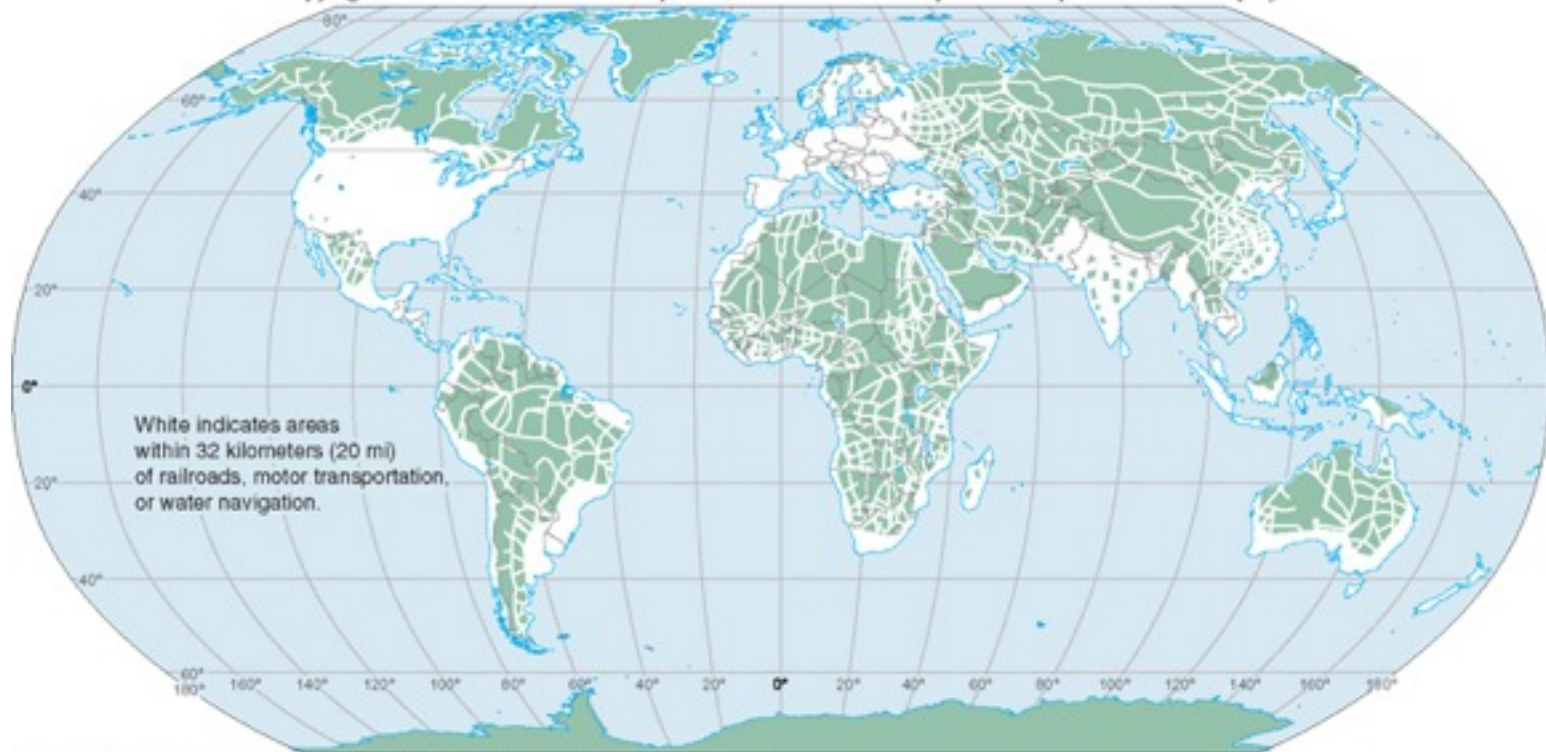 80°
60°
40°
20°
0°
White indicates areas
within 32 kilometers (20 mi)
of railroads, motor transportation,
or water navigation.
20°
40°
60°
180° 160° 140° 120° 100° 80° 60° 40° 20° 0° 20° 40° 60° 80° 100° 120° 140° 160° 180°